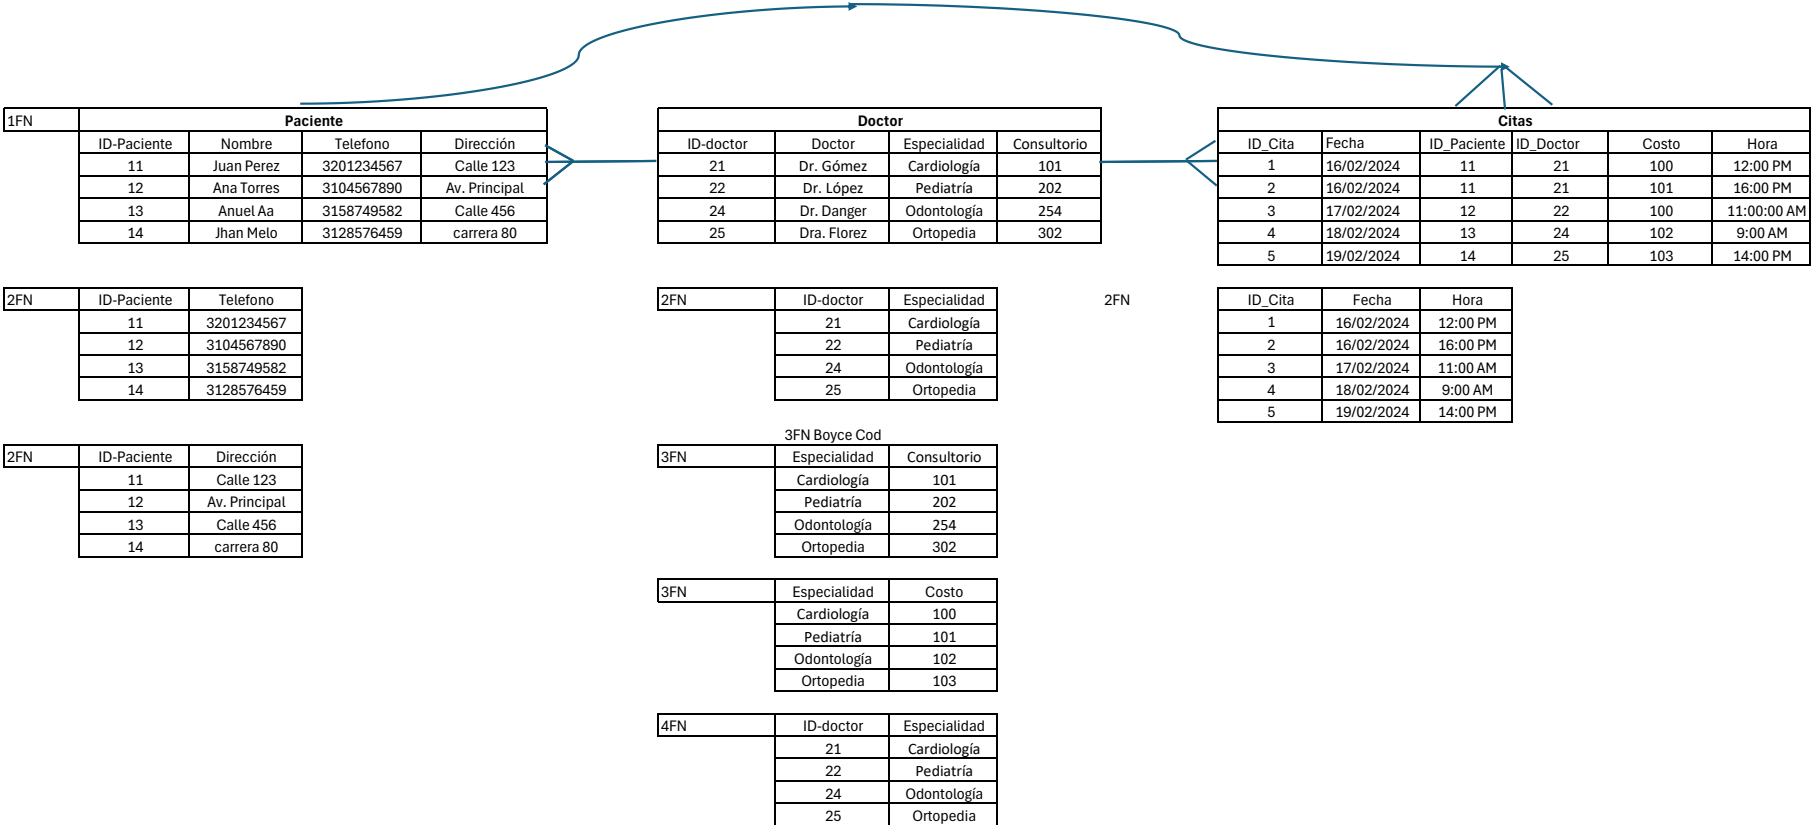 1FN Paciente Doctor Citas
ID-Paciente Nombre Telefono Dirección ID-doctor Doctor Especialidad Consultorio ID_Cita Fecha ID_Paciente ID_Doctor Costo Hora
11 Juan Perez 3201234567 Calle 123 21 Dr. Gómez Cardiología 101 1 16/02/2024 11 21 100 12:00 PM
12 Ana Torres 3104567890 Av. Principal 22 Dr. López Pediatría 202 2 16/02/2024 11 21 101 16:00 PM
13 Anuel Aa 3158749582 Calle 456 24 Dr. Danger Odontología 254 3 17/02/2024 12 22 100 11:00:00 AM
14 Jhan Melo 3128576459 carrera 80 25 Dra. Florez Ortopedia 302 4 18/02/2024 13 24 102 9:00 AM
5 19/02/2024 14 25 103 14:00 PM
2FN ID-Paciente Telefono 2FN ID-doctor Especialidad 2FN ID_Cita Fecha Hora
11 3201234567 21 Cardiología 1 16/02/2024 12:00 PM
12 3104567890 22 Pediatría 2 16/02/2024 16:00 PM
13 3158749582 24 Odontología 3 17/02/2024 11:00 AM
14 3128576459 25 Ortopedia 4 18/02/2024 9:00 AM
5 19/02/2024 14:00 PM
3FN Boyce Cod
2FN ID-Paciente Dirección 3FN Especialidad Consultorio
11 Calle 123 Cardiología 101
12 Av. Principal Pediatría 202
13 Calle 456 Odontología 254
14 carrera 80 Ortopedia 302
3FN Especialidad Costo
Cardiología 100
Pediatría 101
Odontología 102
Ortopedia 103
4FN ID-doctor Especialidad
21 Cardiología
22 Pediatría
24 Odontología
25 Ortopedia